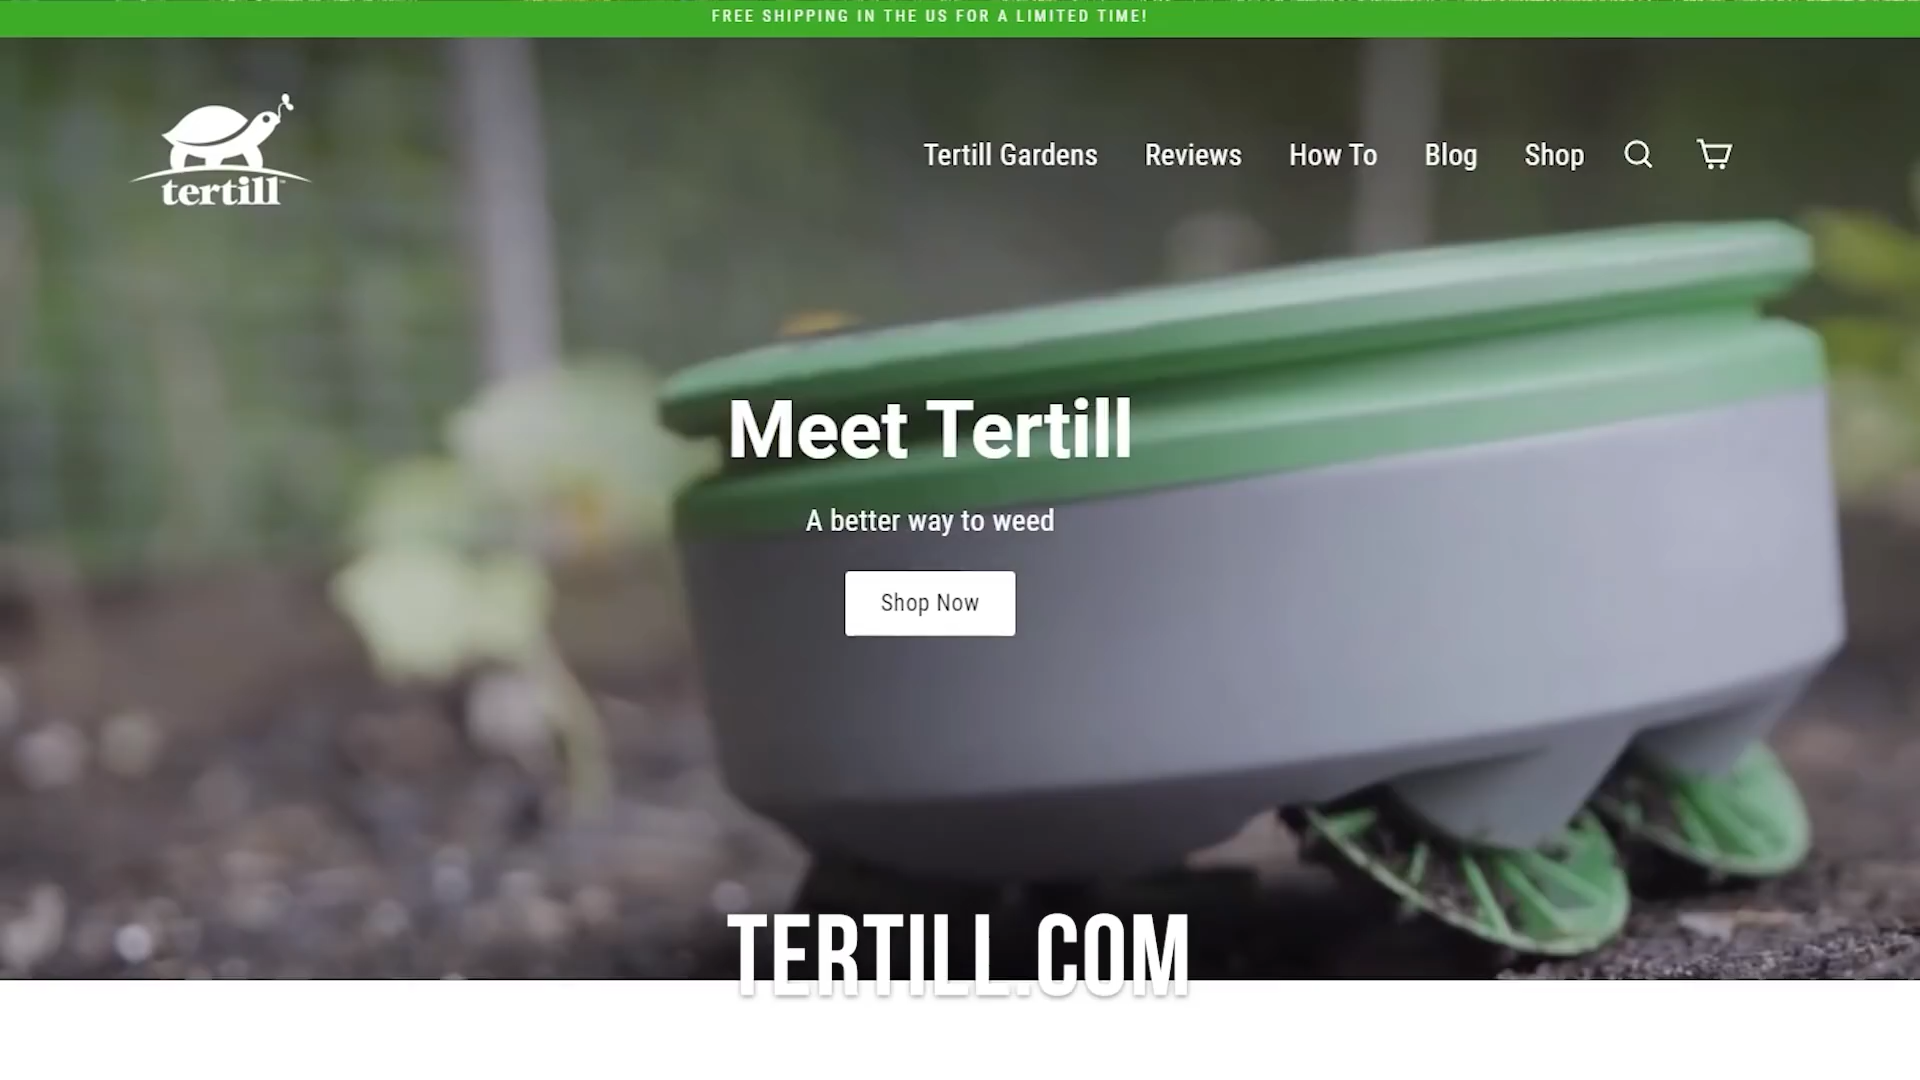 FREE SHIPPING IN THE US FOR A LIMITED TIME!
tertill™
Tertill Gardens Reviews How To Blog Shop
Meet Tertill
A better way to weed
Shop Now
TERTILL.COM